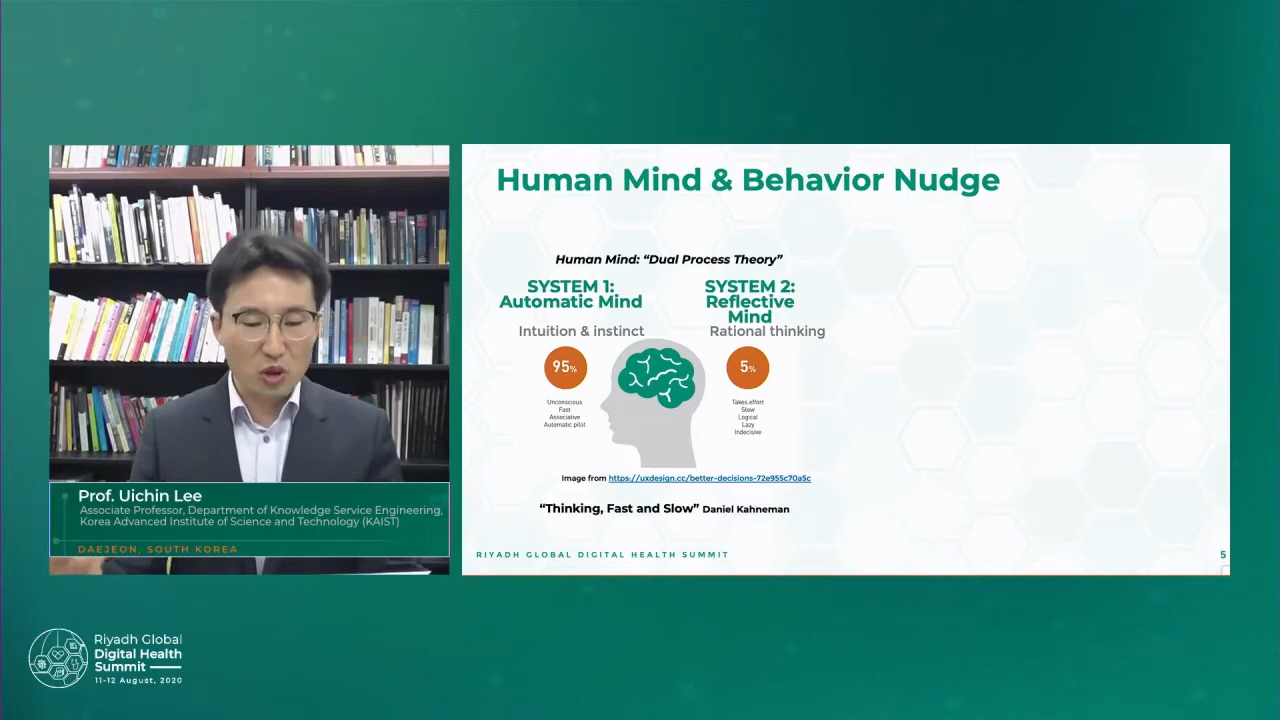 Human Mind & Behavior Nudge
Human Mind: “Dual Process Theory”
SYSTEM 1:
Automatic Mind
Intuition & instinct
95%
Unconscious
Fast
Associative
Automatic pilot
SYSTEM 2:
Reflective
Mind
Rational thinking
5%
Takes effort
Slow
Logical
Lazy
Indecisive
Image from https://uxdesign.cc/better-decisions-72e955c70a5c
“Thinking, Fast and Slow” Daniel Kahneman
RIYADH GLOBAL DIGITAL HEALTH SUMMIT
5
Prof. Uichin Lee
Associate Professor, Department of Knowledge Service Engineering,
Korea Advanced Institute of Science and Technology (KAIST)
DAEJEON, SOUTH KOREA
Riyadh Global
Digital Health
Summit
11-12 August, 2020